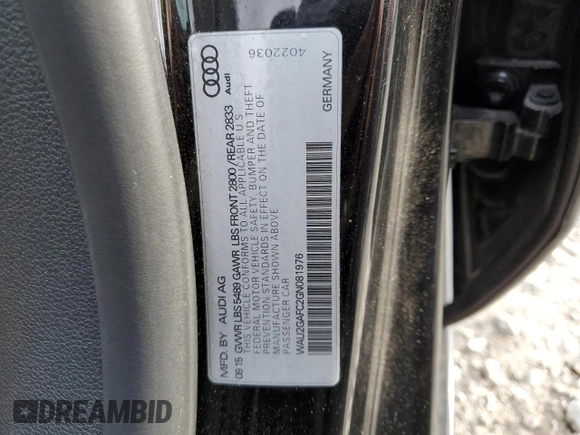 MFD. BY AUDI AG
09 15 GVWR LBS 5489 GAWR LBS FRONT 2800 / REAR 2833
THIS VEHICLE CONFORMS TO ALL APPLICABLE U S
FEDERAL MOTOR VEHICLE SAFETY, BUMPER AND THEFT
PREVENTION STANDARDS IN EFFECT ON THE DATE OF
MANUFACTURE SHOWN ABOVE
PASSENGER CAR
WAU2GAFC2GN081976
GERMANY
Audi
4022036
DREAMBID